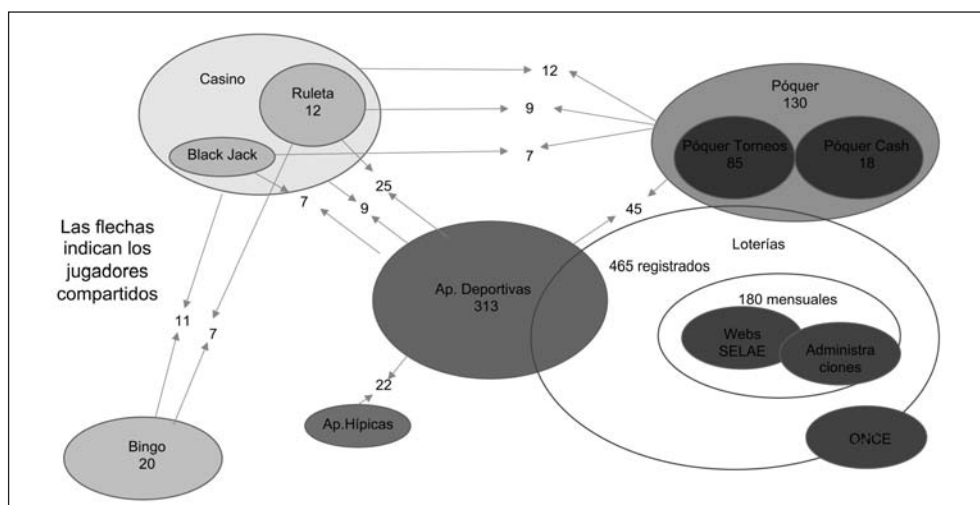 Casino
Ruleta
12
Black Jack
12
9
7
Póquer
130
Póquer Torneos
85
Póquer Cash
18
25
7
9
45
Las flechas
indican los
jugadores
compartidos
Loterías
465 registrados
180 mensuales
Ap. Deportivas
313
Webs
SELAE
Administra
ciones
11
7
22
Ap.Hípicas
ONCE
Bingo
20